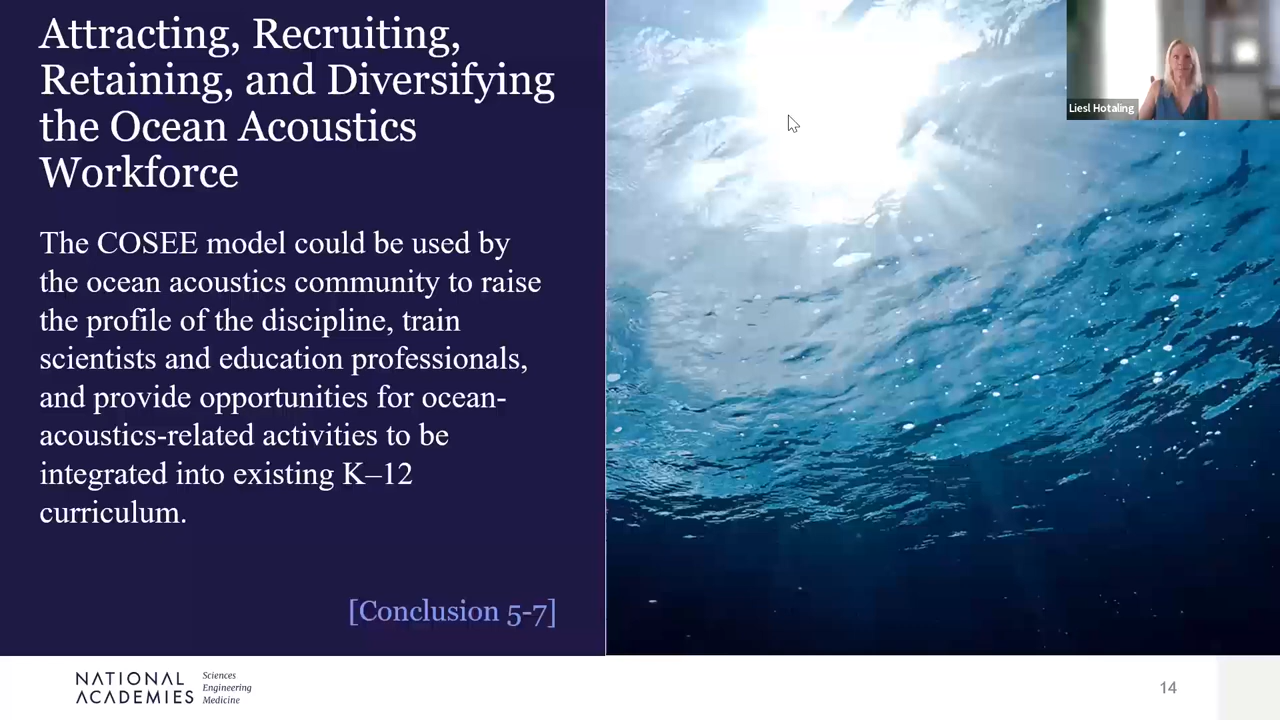 Attracting, Recruiting,
Retaining, and Diversifying
the Ocean Acoustics
Workforce
The COSEE model could be used by
the ocean acoustics community to raise
the profile of the discipline, train
scientists and education professionals,
and provide opportunities for ocean-
acoustics-related activities to be
integrated into existing K–12
curriculum.
[Conclusion 5-7]
Liesl Hotaling
NATIONAL
ACADEMIES
Sciences
Engineering
Medicine
14